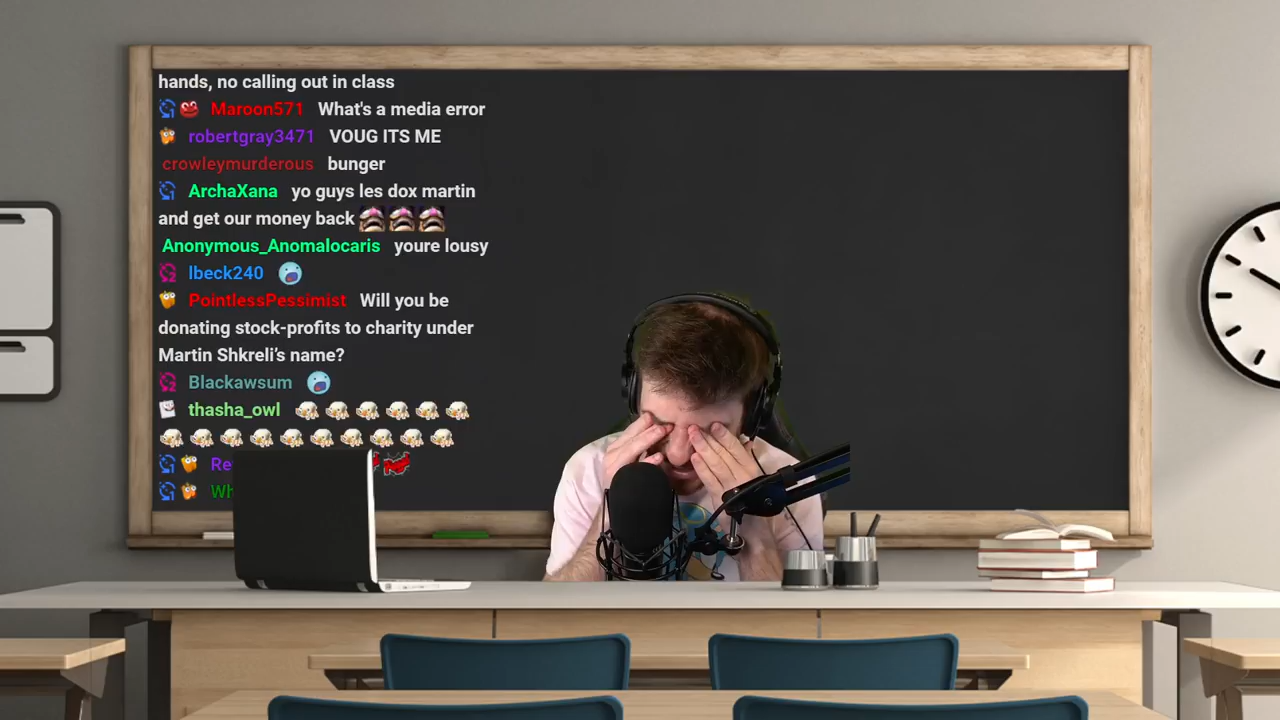 hands, no calling out in class
Maroon571 What's a media error
robertgray3471 VOUG ITS ME
crowleymurderous bunger
ArchaXana yo guys les dox martin
and get our money back
Anonymous_Anomalocaris youre lousy
lbeck240
PointlessPessimist Will you be
donating stock-profits to charity under
Martin Shkreli’s name?
Blackawsum
thasha_owl
Re
Wh